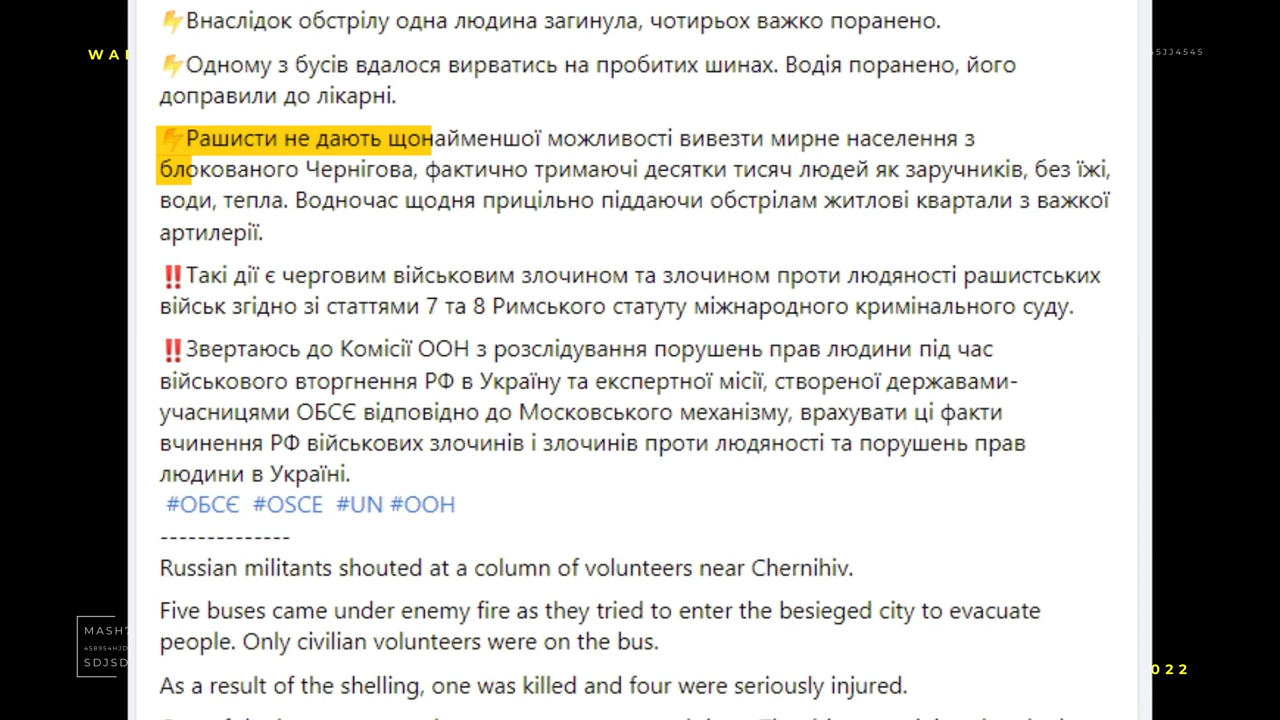 ⚡Внаслідок обстрілу одна людина загинула, чотирьох важко поранено.
⚡Одному з бусів вдалося вирватись на пробитих шинах. Водія поранено, його
доправили до лікарні.
⚡Рашисти не дають щонайменшої можливості вивезти мирне населення з
блокованого Чернігова, фактично тримаючі десятки тисяч людей як заручників, без їжі,
води, тепла. Водночас щодня прицільно піддаючи обстрілам житлові квартали з важкої
артилерії.
‼️Такі дії є черговим військовим злочином та злочином проти людяності рашистських
військ згідно зі статтями 7 та 8 Римського статуту міжнародного кримінального суду.
‼️Звертаюсь до Комісії ООН з розслідування порушень прав людини під час
військового вторгнення РФ в Україну та експертної місії, створеної державами-
учасницями ОБСЄ відповідно до Московського механізму, врахувати ці факти
вчинення РФ військових злочинів і злочинів проти людяності та порушень прав
людини в Україні.
#ОБСЄ #OSCE #UN #ООН
--------------
Russian militants shouted at a column of volunteers near Chernihiv.
Five buses came under enemy fire as they tried to enter the besieged city to evacuate
people. Only civilian volunteers were on the bus.
As a result of the shelling, one was killed and four were seriously injured.
WA
5JJ4545
MASH
458954HJD
SDJSD
022